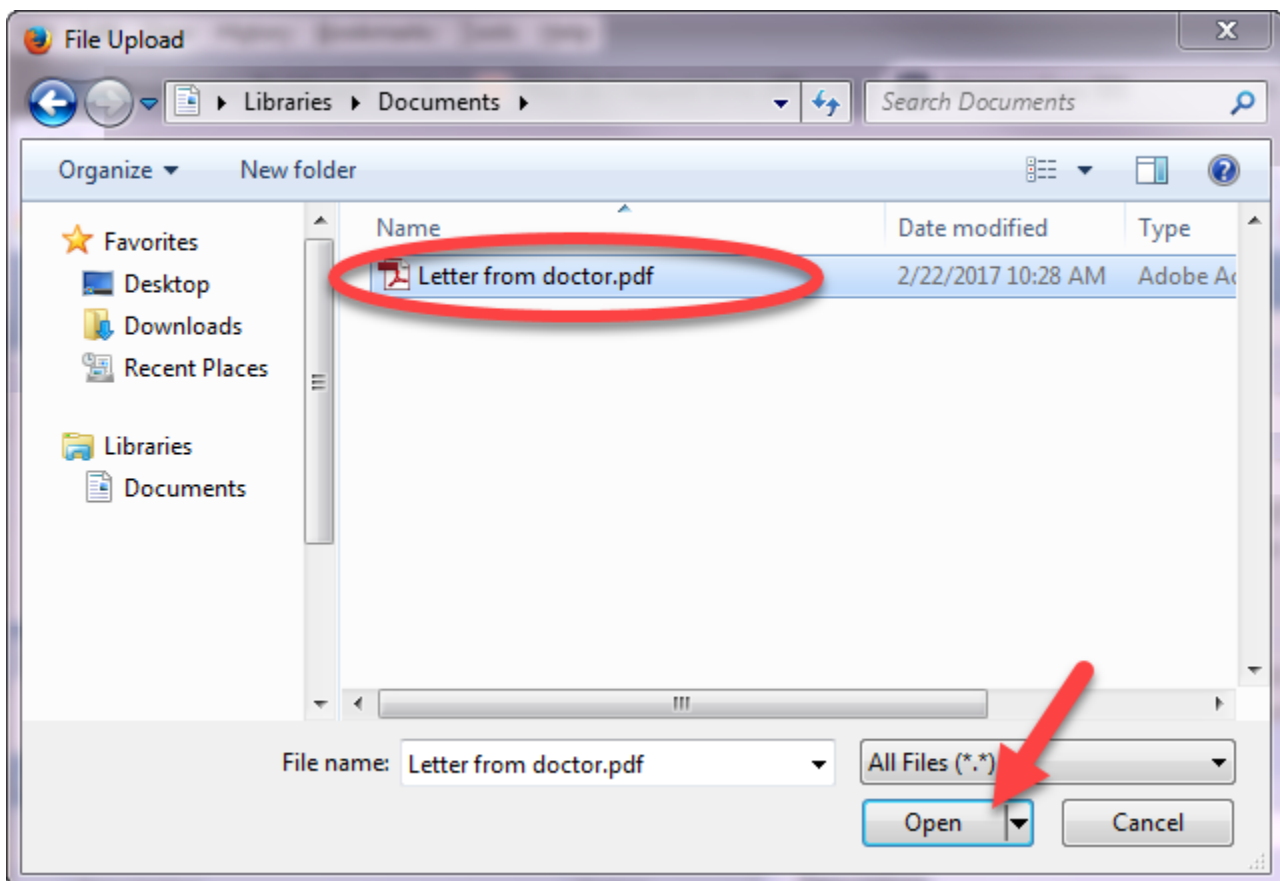 File Upload
Libraries Documents
Search Documents
Organize New folder
Name Date modified Type
Favorites
Letter from doctor.pdf 2/22/2017 10:28 AM Adobe Ac
Desktop
Downloads
Recent Places
Libraries
Documents
File name: Letter from doctor.pdf All Files (*.*)
Open Cancel